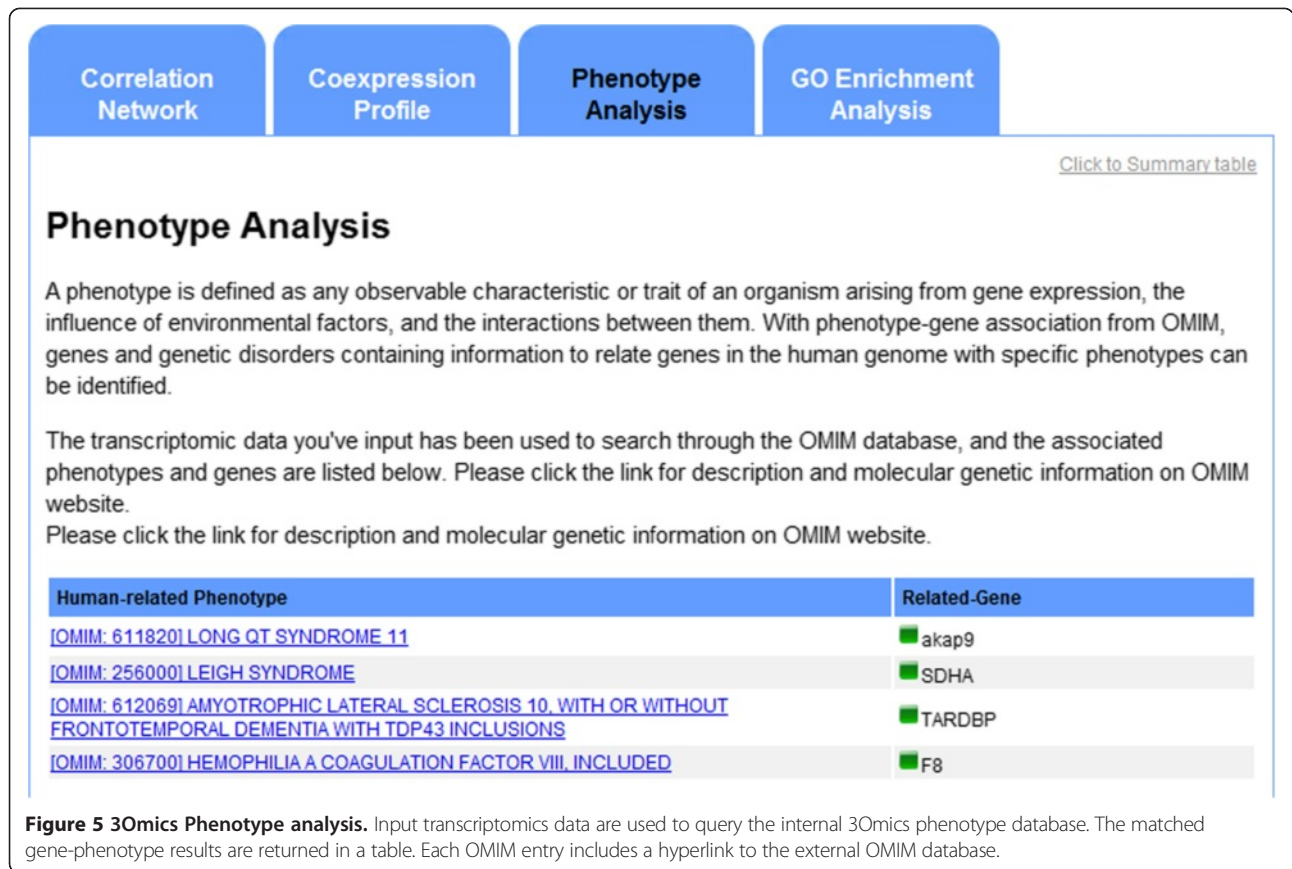 Correlation
Network
Coexpression
Profile
Phenotype
Analysis
GO Enrichment
Analysis
Click to Summary table
Phenotype Analysis
A phenotype is defined as any observable characteristic or trait of an organism arising from gene expression, the
influence of environmental factors, and the interactions between them. With phenotype-gene association from OMIM,
genes and genetic disorders containing information to relate genes in the human genome with specific phenotypes can
be identified.
The transcriptomic data you've input has been used to search through the OMIM database, and the associated
phenotypes and genes are listed below. Please click the link for description and molecular genetic information on OMIM
website.
Please click the link for description and molecular genetic information on OMIM website.
Human-related Phenotype Related-Gene
[OMIM: 611820] LONG QT SYNDROME 11 akap9
[OMIM: 256000] LEIGH SYNDROME SDHA
[OMIM: 612069] AMYOTROPHIC LATERAL SCLEROSIS 10, WITH OR WITHOUT
FRONTOTEMPORAL DEMENTIA WITH TDP43 INCLUSIONS TARDBP
[OMIM: 306700] HEMOPHILIA A COAGULATION FACTOR VIII, INCLUDED F8
Figure 5 3Omics Phenotype analysis. Input transcriptomics data are used to query the internal 3Omics phenotype database. The matched
gene-phenotype results are returned in a table. Each OMIM entry includes a hyperlink to the external OMIM database.